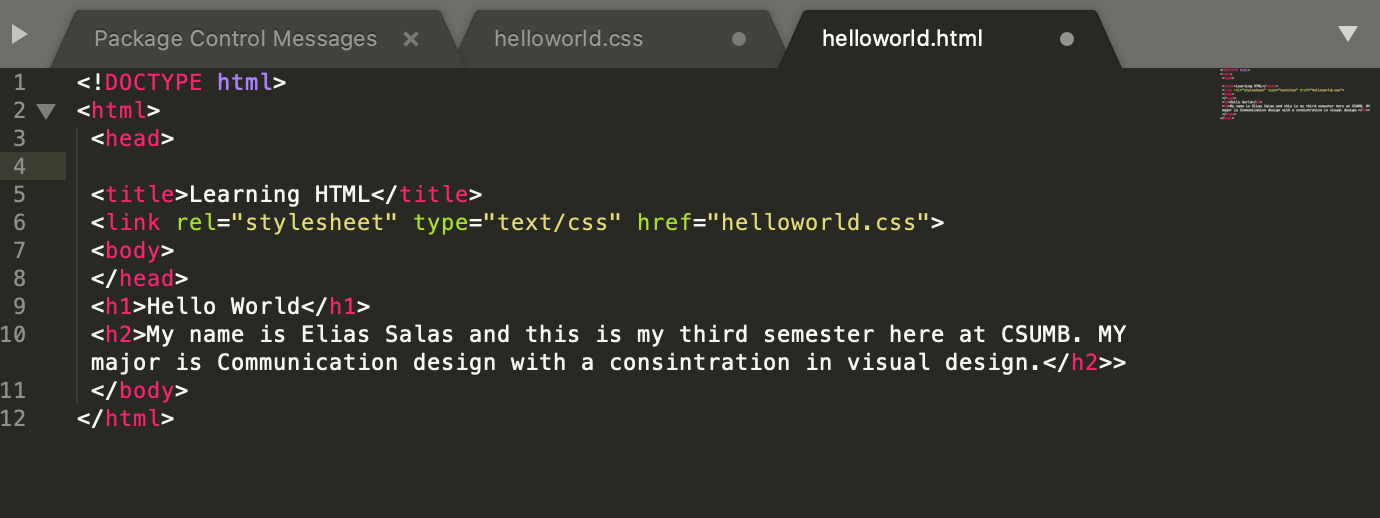 Package Control Messages × helloworld.css helloworld.html
1 <!DOCTYPE html>
2 <html>
3 <head>
4
5 <title>Learning HTML</title>
6 <link rel="stylesheet" type="text/css" href="helloworld.css">
7 <body>
8 </head>
9 <h1>Hello World</h1>
10 <h2>My name is Elias Salas and this is my third semester here at CSUMB. MY
major is Communication design with a consintration in visual design.</h2>>
11 </body>
12 </html>